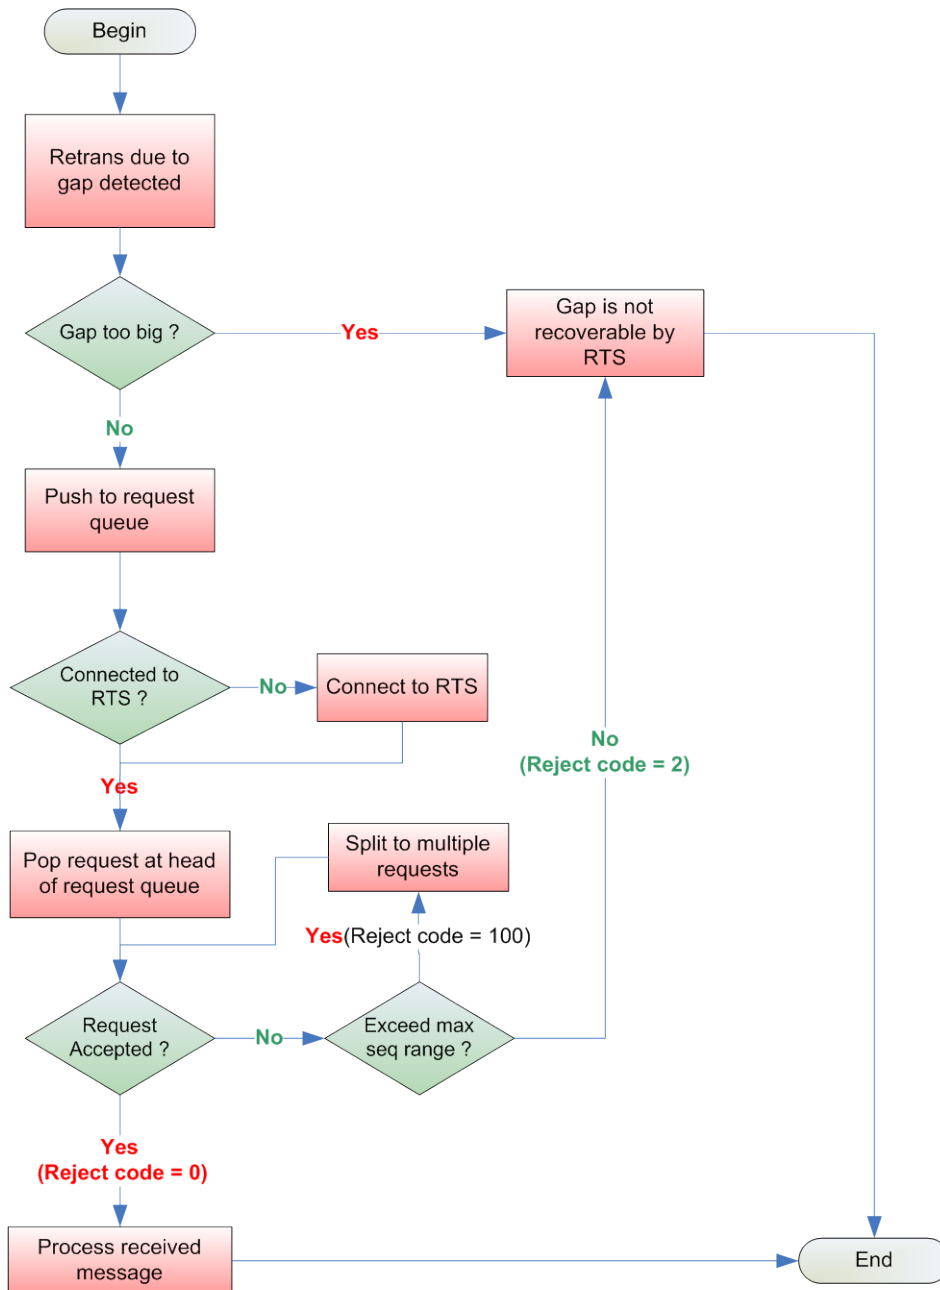 Begin
Retrans due to
gap detected
Gap too big ?
Yes
Gap is not
recoverable by
RTS
No
Push to request
queue
Connected to
RTS ?
No
Connect to RTS
No
(Reject code = 2)
Yes
Pop request at head
of request queue
Split to multiple
requests
Yes(Reject code = 100)
Request
Accepted ?
No
Exceed max
seq range ?
Yes
(Reject code = 0)
Process received
message
End